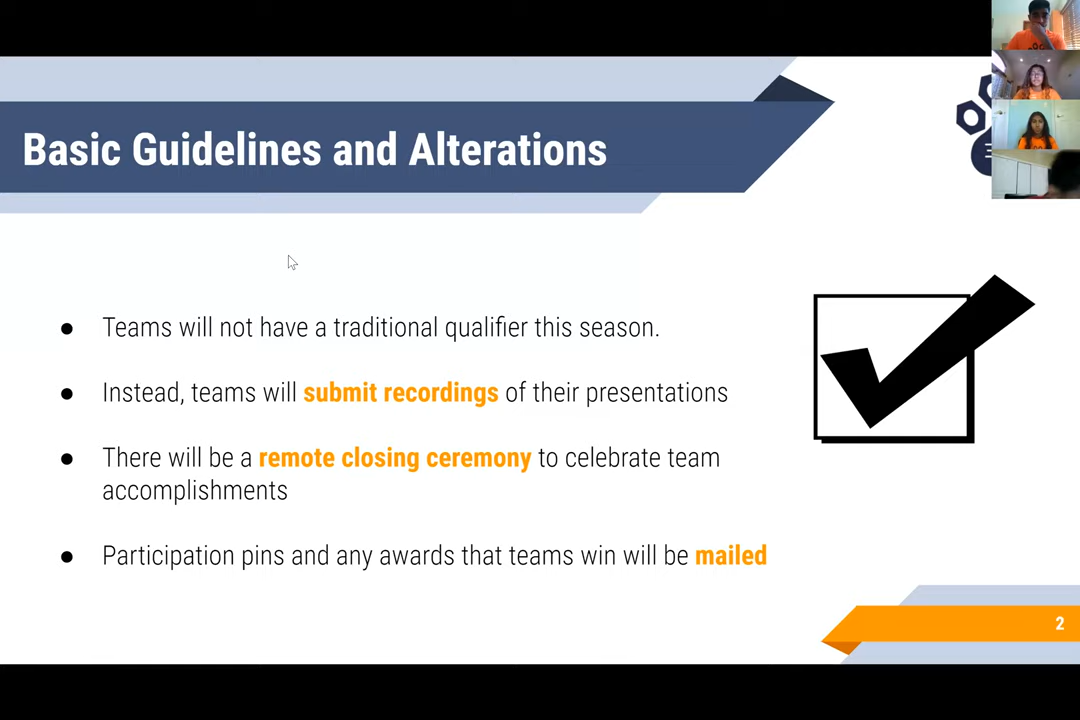 Basic Guidelines and Alterations
● Teams will not have a traditional qualifier this season.
● Instead, teams will submit recordings of their presentations
● There will be a remote closing ceremony to celebrate team
accomplishments
● Participation pins and any awards that teams win will be mailed
2